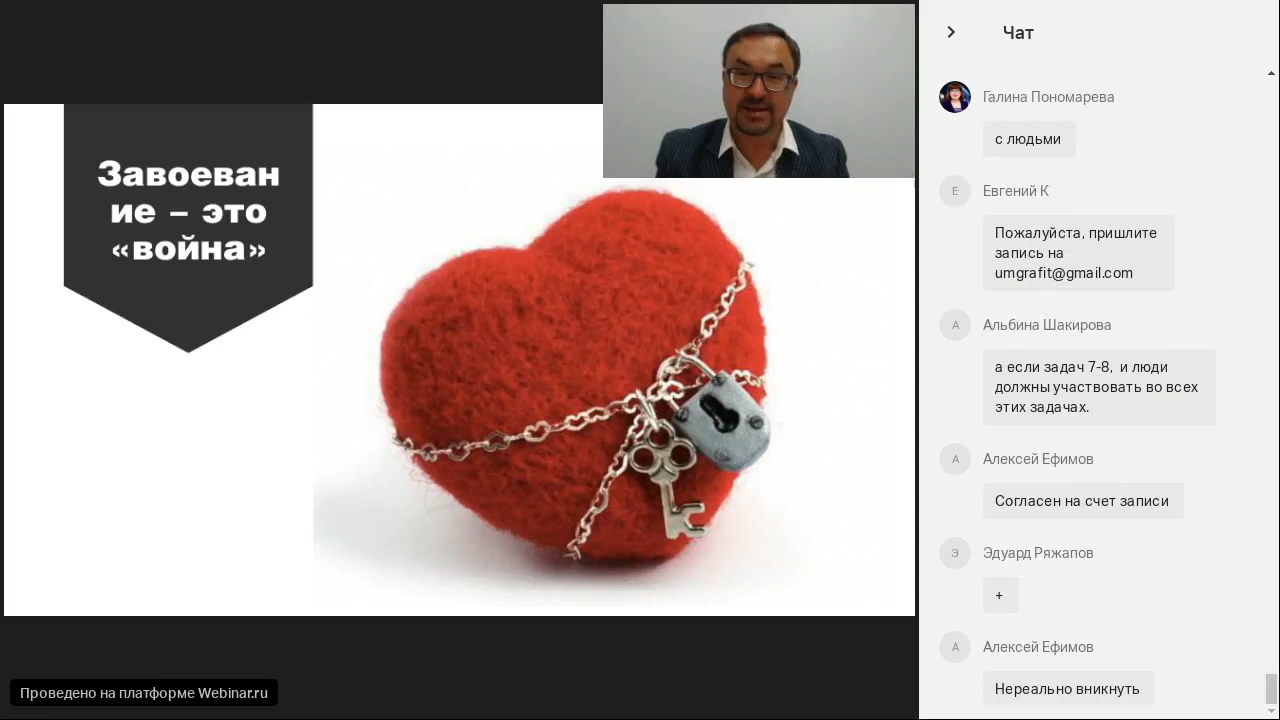 Завоеван
ие – это
«война»
Проведено на платформе Webinar.ru
Чат
Галина Пономарева
с людьми
Е
Евгений К
Пожалуйста, пришлите
запись на
umgrafit@gmail.com
А
Альбина Шакирова
а если задач 7-8, и люди
должны участвовать во всех
этих задачах.
А
Алексей Ефимов
Согласен на счет записи
Э
Эдуард Ряжапов
+
А
Алексей Ефимов
Нереально вникнуть